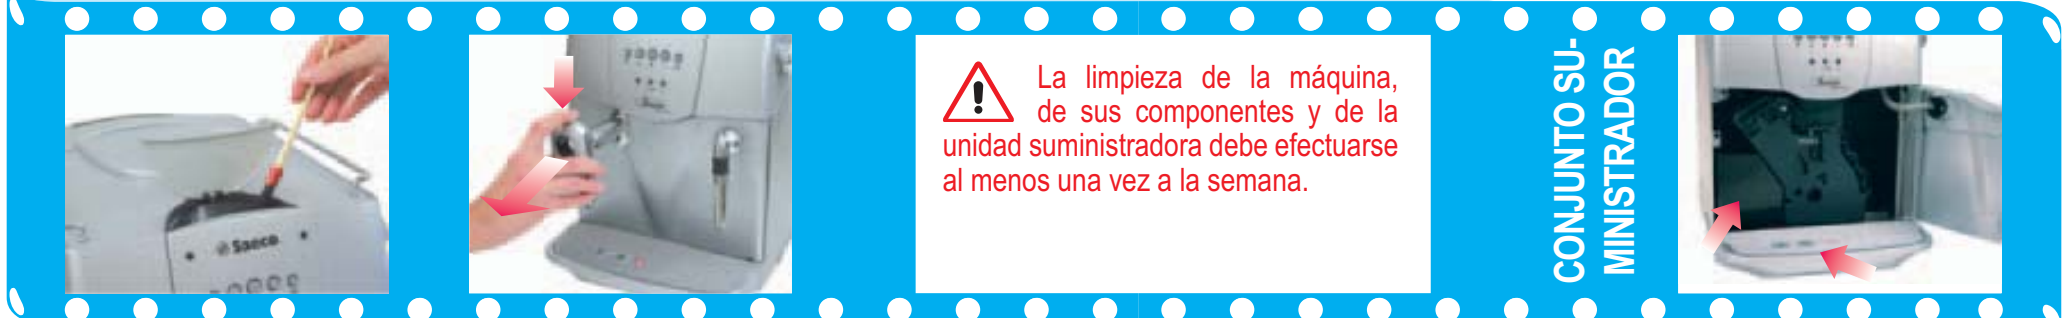 Saeco
La limpieza de la máquina,
de sus componentes y de la
unidad suministradora debe efectuarse
al menos una vez a la semana.
CONJUNTO SU-
MINISTRADOR